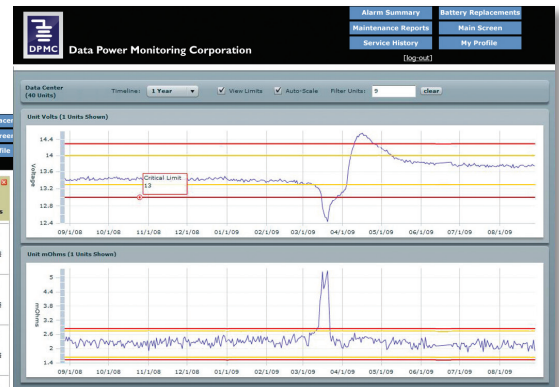 DPMC
Data Power Monitoring Corporation
Alarm Summary
Battery Replacements
Maintenance Reports
Main Screen
Service History
My Profile
[log-out]
Data Center
(40 Units)
Timeline: 1 Year
View Limits
Auto-Scale
Filter Units: 9
clear
Unit Volts (1 Units Shown)
Voltage
14.4
14
13.6
13.2
12.8
12.4
Critical Limit
13
09/1/08 10/1/08 11/1/08 12/1/08 01/1/09 02/1/09 03/1/09 04/1/09 05/1/09 06/1/09 07/1/09 08/1/09
Unit mOhms (1 Units Shown)
mOhms
5
4.4
3.8
3.2
2.6
2
1.4
09/1/08 10/1/08 11/1/08 12/1/08 01/1/09 02/1/09 03/1/09 04/1/09 05/1/09 06/1/09 07/1/09 08/1/09